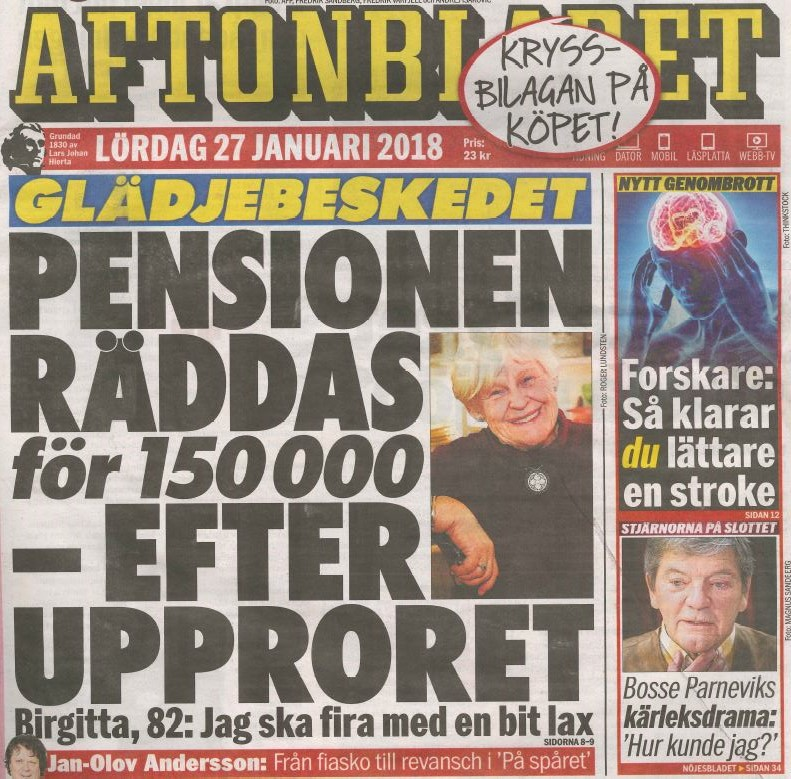 Foto: AFP, FREDRIK SANDBERG, FREDRIK
AFTONBLADET
KRYSS-
BILAGAN PÅ
KÖPET!
Grundad
1830 av
Lars Johan
Hierta
LÖRDAG 27 JANUARI 2018
Pris:
23 kr
DATOR MOBIL LÄSPLATTA WEBB-TV
GLÄDJEBESKEDET
PENSIONEN
RÄDDAS
för 150 000
– EFTER
UPPRORET
Birgitta, 82: Jag ska fira med en bit lax
SIDORNA 8–9
Foto: ROGER LUNDSTEN
Jan-Olov Andersson: Från fiasko till revansch i 'På spåret'
NYTT GENOMBROTT
Foto: THINKSTOCK
Forskare:
Så klarar
du lättare
en stroke
SIDAN 12
STJÄRNORNA PÅ SLOTTET
Foto: MAGNUS SANDBERG
Bosse Parneviks
kärleksdrama:
'Hur kunde jag?'
NÖJESBLADET ▸ SIDAN 34